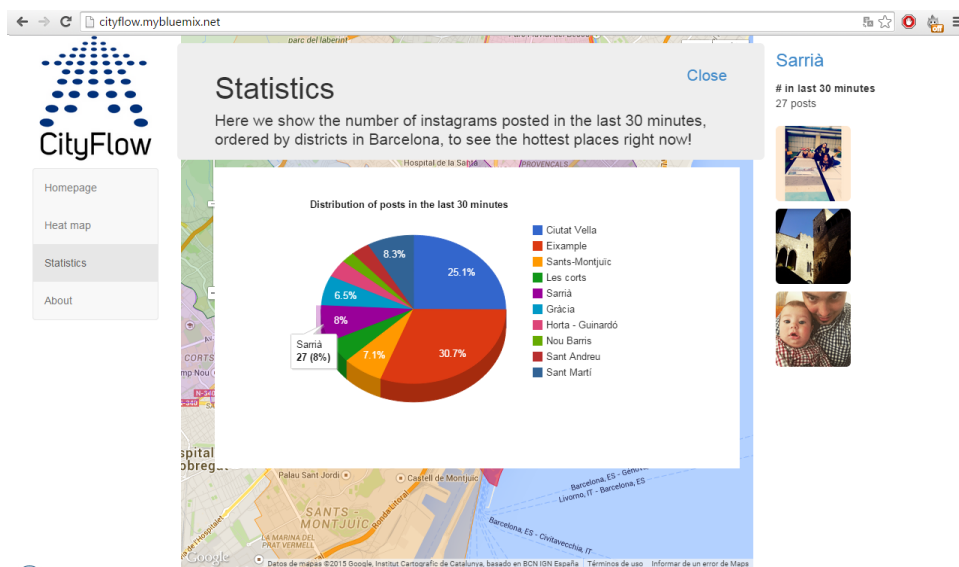 cityflow.mybluemix.net
Off
parc del laberint
CityFlow
Homepage
Heat map
Statistics
About
Statistics
Close
Here we show the number of instagrams posted in the last 30 minutes,
ordered by districts in Barcelona, to see the hottest places right now!
Hospital de la Santa
PROVENÇALS
Distribution of posts in the last 30 minutes
8.3%
25.1%
6.5%
8%
7.1%
30.7%
Sarrià
27 (8%)
Ciutat Vella
Eixample
Sants-Montjuïc
Les corts
Sarrià
Gràcia
Horta - Guinardó
Nou Barris
Sant Andreu
Sant Martí
CORTS
Palau Sant Jordi
Castell de Montjuïc
SANTS -
MONTJUÏC
Ronda Litoral
LA MARINA DEL
PRAT VERMELL
Barcelona, ES - Genova,
Livorno, IT - Barcelona, ES
Barcelona, ES - Civitavecchia, IT
Google
Datos de mapas ©2015 Google, Institut Cartogràfic de Catalunya, basado en BCN IGN España
Términos de uso
Informar de un error de Maps
Sarrià
# in last 30 minutes
27 posts